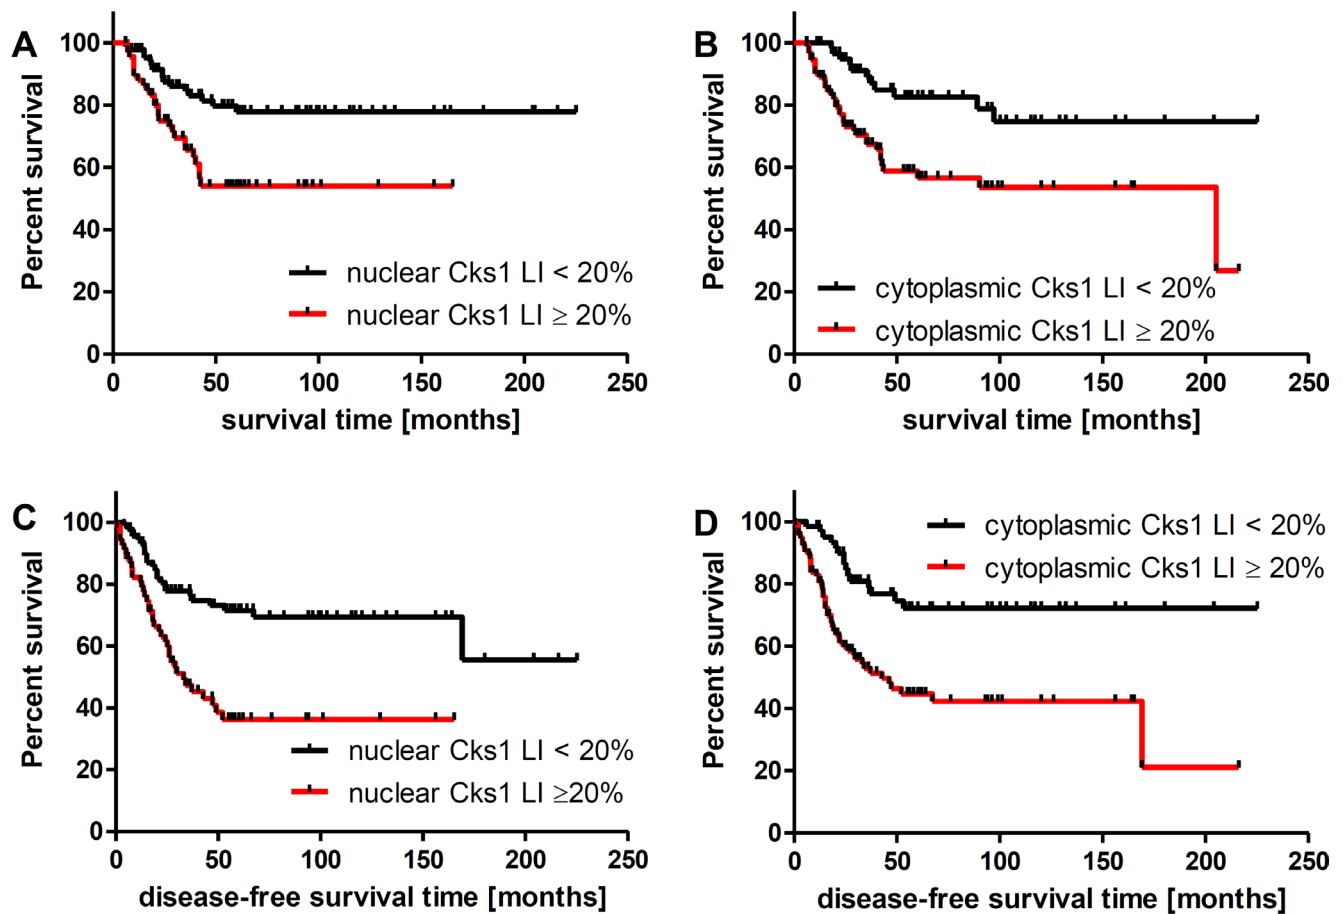 A
Percent survival
100
80
60
40
20
0
nuclear Cks1 LI < 20%
nuclear Cks1 LI ≥ 20%
0 50 100 150 200 250
survival time [months]
B
Percent survival
100
80
60
40
20
0
cytoplasmic Cks1 LI < 20%
cytoplasmic Cks1 LI ≥ 20%
0 50 100 150 200 250
survival time [months]
C
Percent survival
100
80
60
40
20
0
nuclear Cks1 LI < 20%
nuclear Cks1 LI ≥20%
0 50 100 150 200 250
disease-free survival time [months]
D
Percent survival
100
80
60
40
20
0
cytoplasmic Cks1 LI < 20%
cytoplasmic Cks1 LI ≥ 20%
0 50 100 150 200 250
disease-free survival time [months]